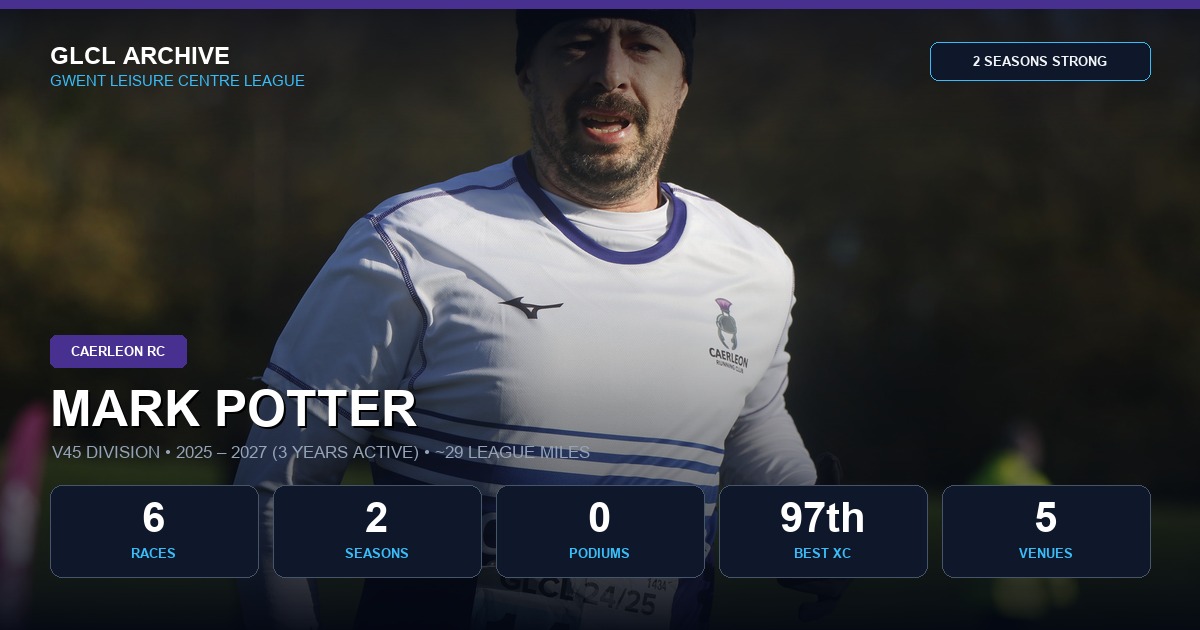 GLCL ARCHIVE
GWENT LEISURE CENTRE LEAGUE
2 SEASONS STRONG
CAERLEON
RUNNING CLUB
CAERLEON RC
MARK POTTER
V45 DIVISION • 2025 – 2027 (3 YEARS ACTIVE) • ~29 LEAGUE MILES
6
RACES
2
SEASONS
0
PODIUMS
97th
BEST XC
5
VENUES
GLCL 24/25
1434